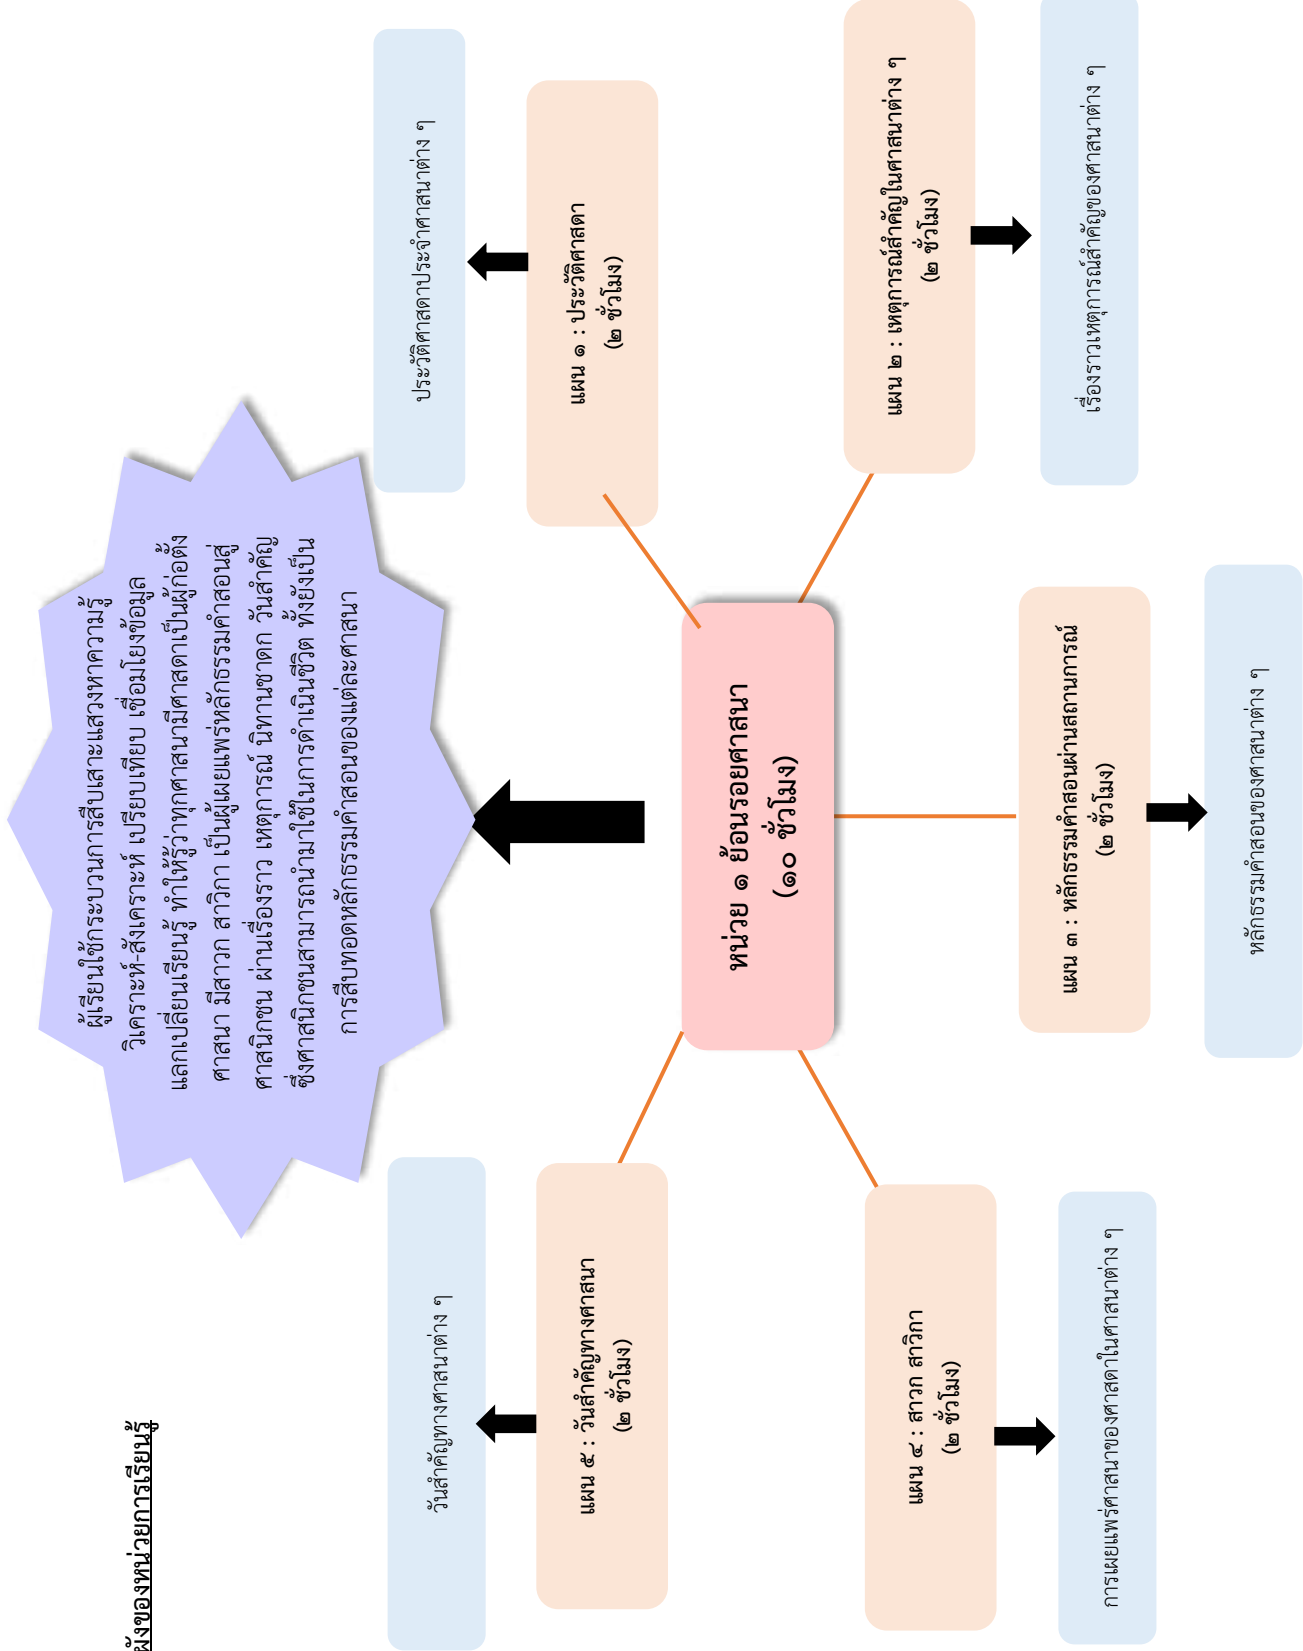 ผังของหน่วยการเรียนรู้
ผู้เรียนใช้กระบวนการสืบเสาะแสวงหาความรู้
วิเคราะห์-สังเคราะห์ เปรียบเทียบ เชื่อมโยงข้อมูล
แลกเปลี่ยนเรียนรู้ ทำให้รู้ว่าทุกศาสนามีศาสดาเป็นผู้ก่อตั้ง
ศาสนา มีสาวก สาวิกา เป็นผู้เผยแพร่หลักธรรมคำสอนสู่
ศาสนิกชน ผ่านเรื่องราว เหตุการณ์ นิทานชาดก วันสำคัญ
ซึ่งศาสนิกชนสามารถนำมาใช้ในการดำเนินชีวิต ทั้งยังเป็น
การสืบทอดหลักธรรมคำสอนของแต่ละศาสนา
วันสำคัญทางศาสนาต่าง ๆ
แผน ๕ : วันสำคัญทางศาสนา
(๒ ชั่วโมง)
ประวัติศาสดาประจำศาสนาต่าง ๆ
แผน ๑ : ประวัติศาสดา
(๒ ชั่วโมง)
หน่วย ๑ ย้อนรอยศาสนา
(๑๐ ชั่วโมง)
แผน ๔ : สาวก สาวิกา
(๒ ชั่วโมง)
การเผยแพร่ศาสนาของศาสดาในศาสนาต่าง ๆ
แผน ๒ : เหตุการณ์สำคัญในศาสนาต่าง ๆ
(๒ ชั่วโมง)
เรื่องราวเหตุการณ์สำคัญของศาสนาต่าง ๆ
แผน ๓ : หลักธรรมคำสอนผ่านสถานการณ์
(๒ ชั่วโมง)
หลักธรรมคำสอนของศาสนาต่าง ๆ